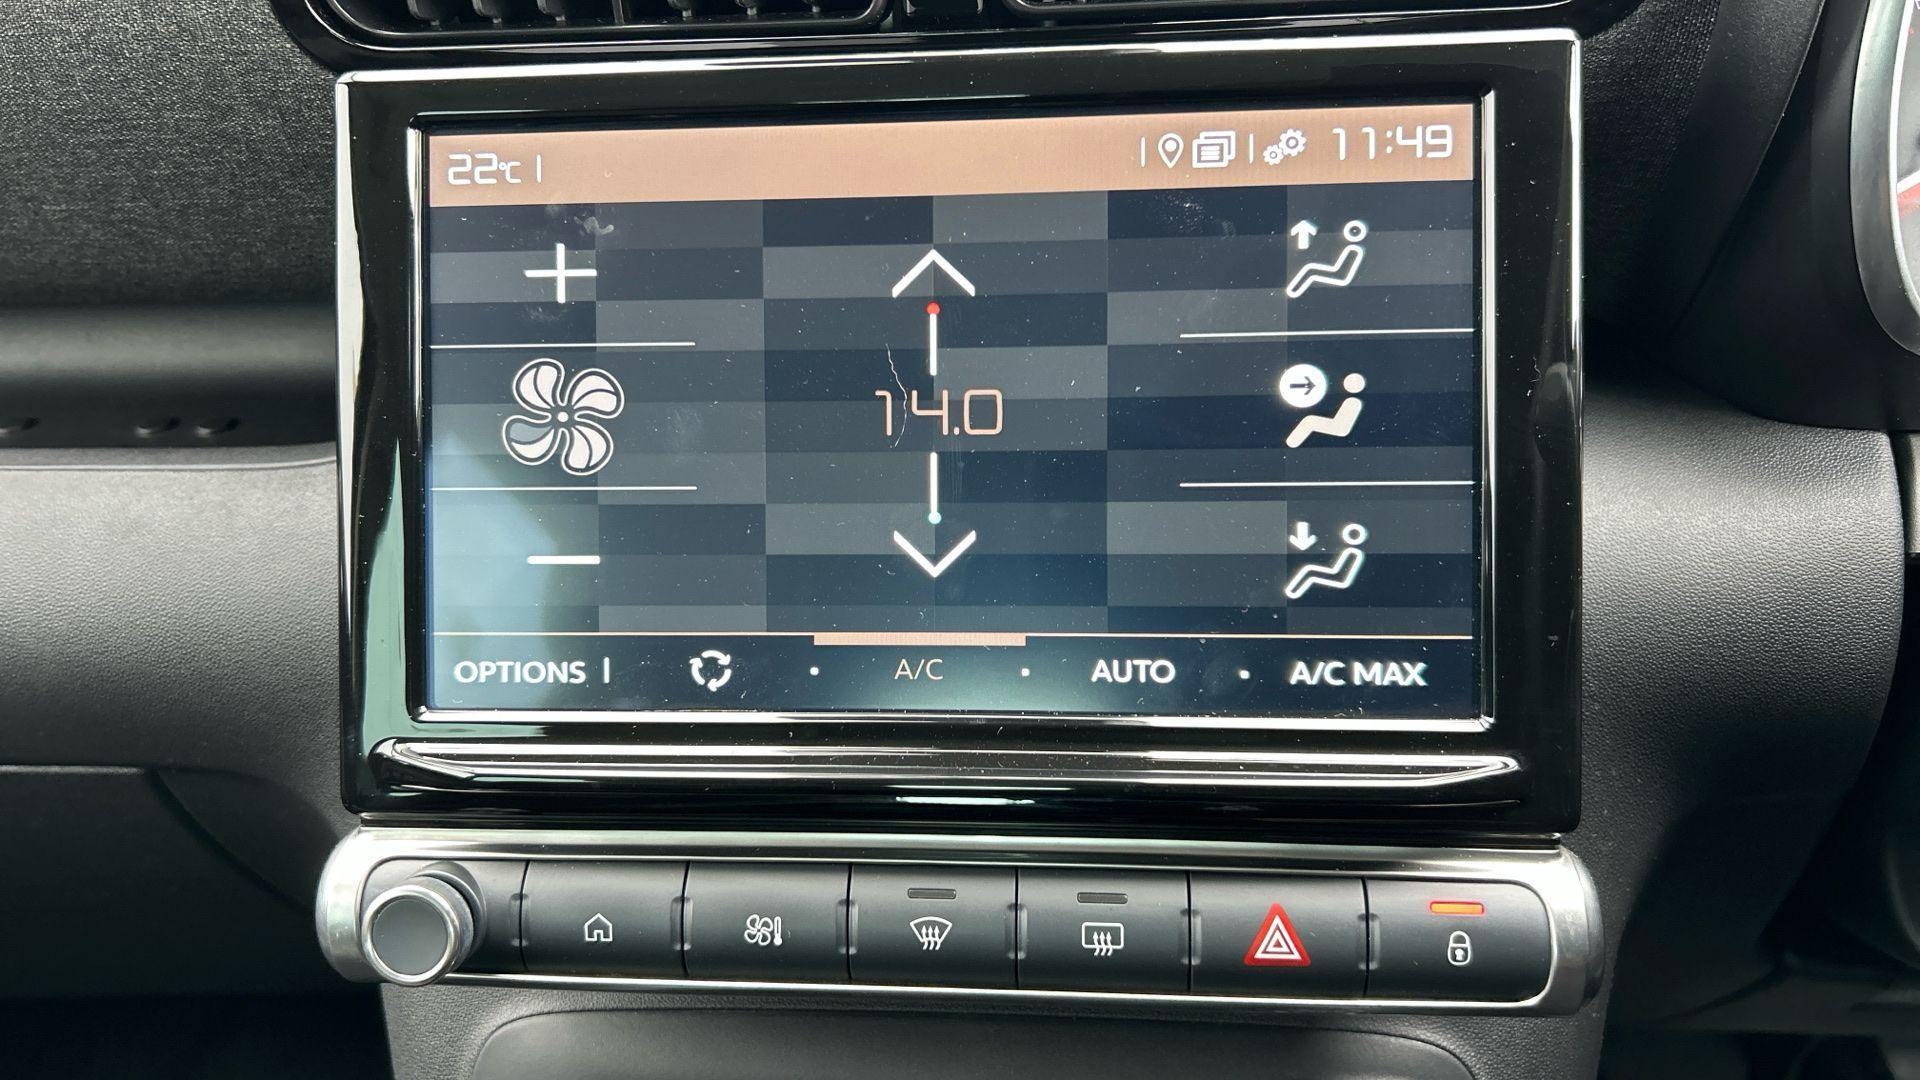 22°C
11:49
14.0
OPTIONS A/C AUTO A/C MAX